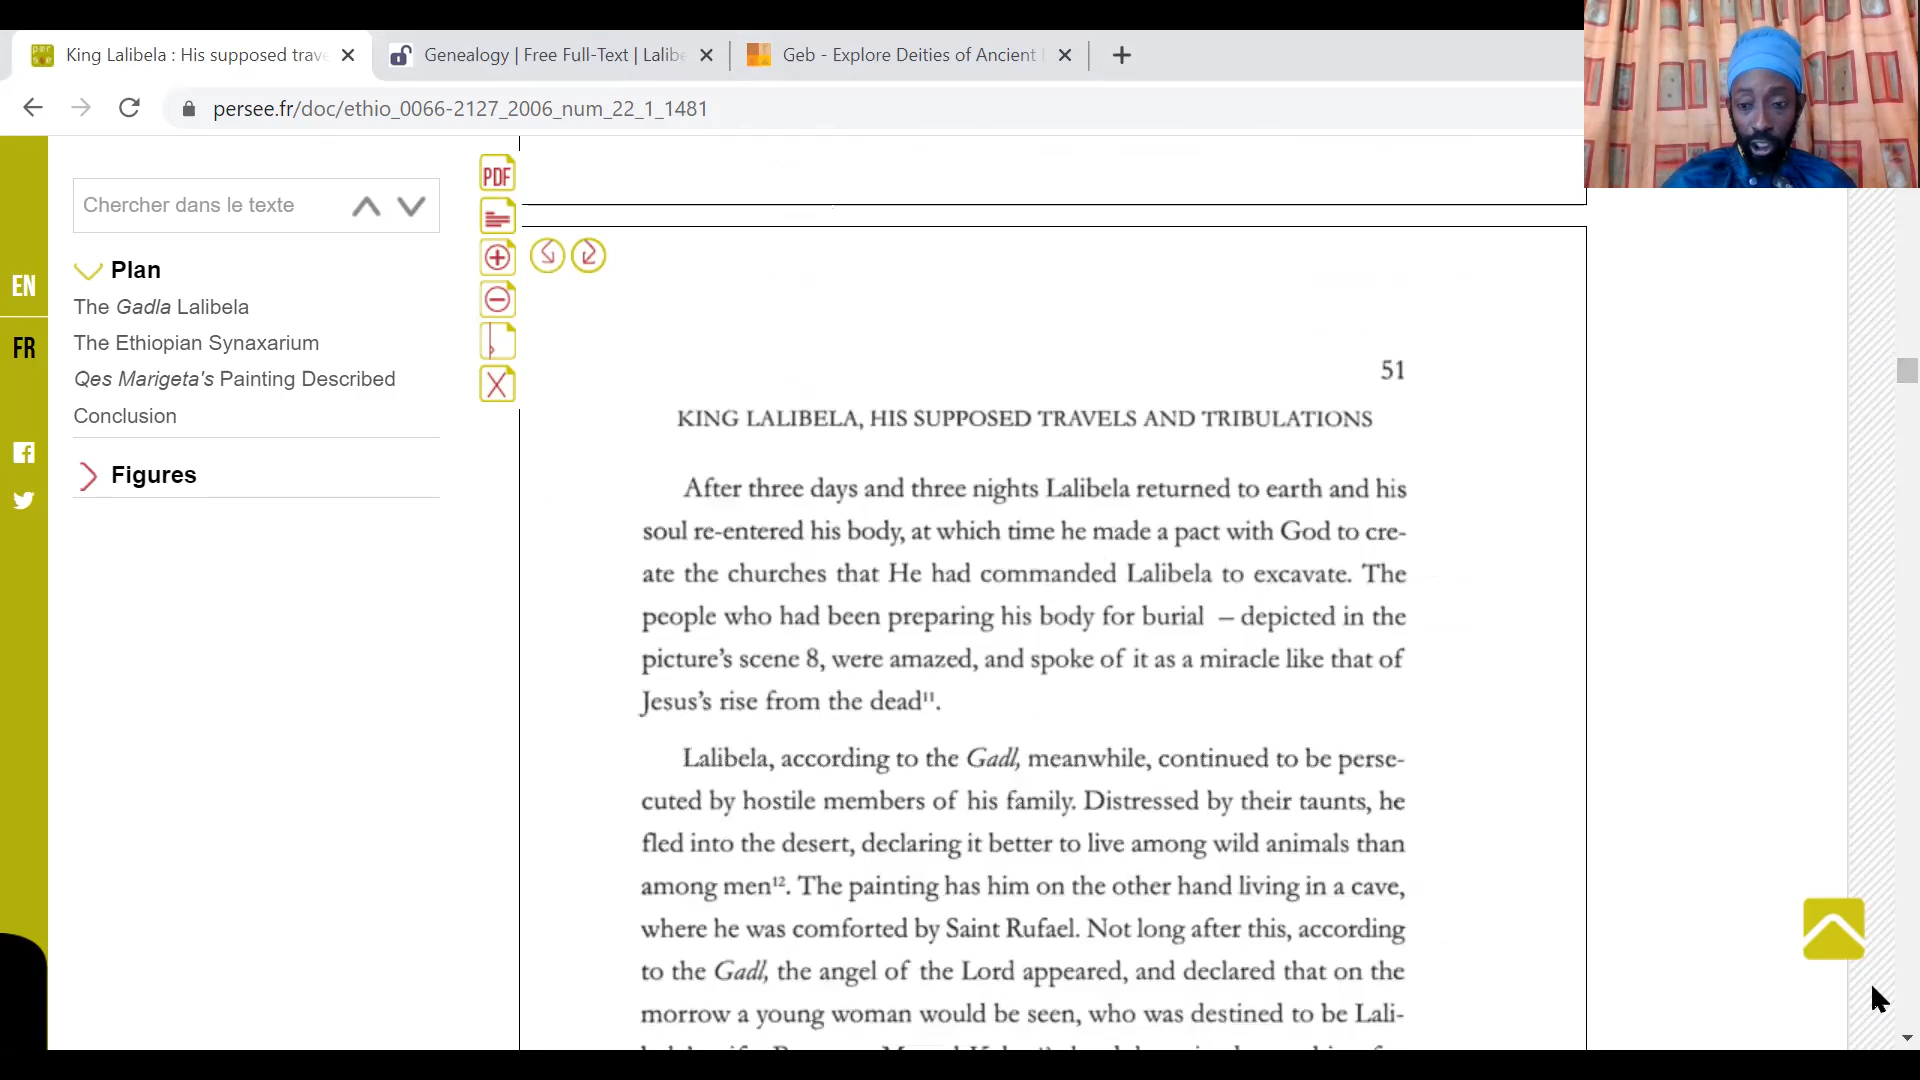 King Lalibela : His supposed trave
Genealogy | Free Full-Text | Lalibe
Geb - Explore Deities of Ancient
persee.fr/doc/ethio_0066-2127_2006_num_22_1_1481
Chercher dans le texte
Plan
The Gadla Lalibela
The Ethiopian Synaxarium
Qes Marigeta's Painting Described
Conclusion
Figures
EN
FR
PDF
51
KING LALIBELA, HIS SUPPOSED TRAVELS AND TRIBULATIONS
After three days and three nights Lalibela returned to earth and his
soul re-entered his body, at which time he made a pact with God to cre-
ate the churches that He had commanded Lalibela to excavate. The
people who had been preparing his body for burial – depicted in the
picture's scene 8, were amazed, and spoke of it as a miracle like that of
Jesus's rise from the dead¹¹.
Lalibela, according to the Gadl, meanwhile, continued to be perse-
cuted by hostile members of his family. Distressed by their taunts, he
fled into the desert, declaring it better to live among wild animals than
among men¹². The painting has him on the other hand living in a cave,
where he was comforted by Saint Rufael. Not long after this, according
to the Gadl, the angel of the Lord appeared, and declared that on the
morrow a young woman would be seen, who was destined to be Lali-